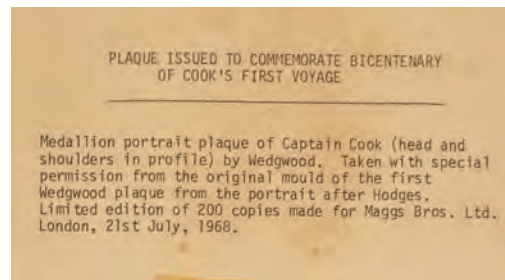 PLAQUE ISSUED TO COMMEMORATE BICENTENARY
OF COOK'S FIRST VOYAGE
Medallion portrait plaque of Captain Cook (head and
shoulders in profile) by Wedgwood. Taken with special
permission from the original mould of the first
Wedgwood plaque from the portrait after Hodges.
Limited edition of 200 copies made for Maggs Bros. Ltd.
London, 21st July, 1968.